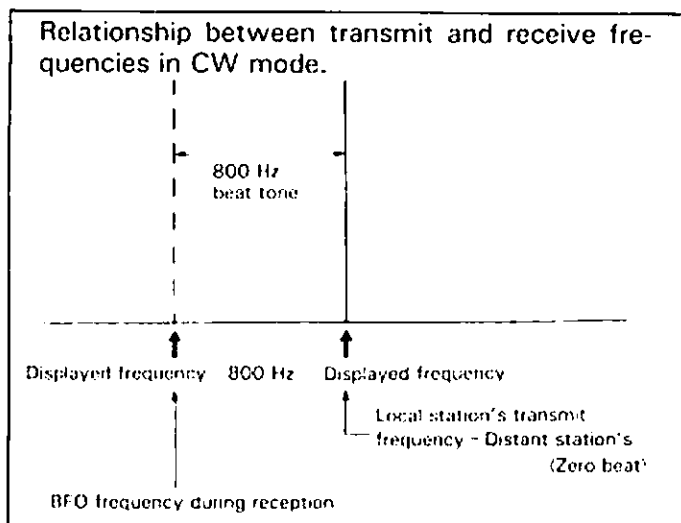 Relationship between transmit and receive fre-
quencies in CW mode.
800 Hz
beat tone
Displayed frequency 800 Hz Displayed frequency
Local station's transmit
frequency - Distant station's
(Zero beat)
BFO frequency during reception